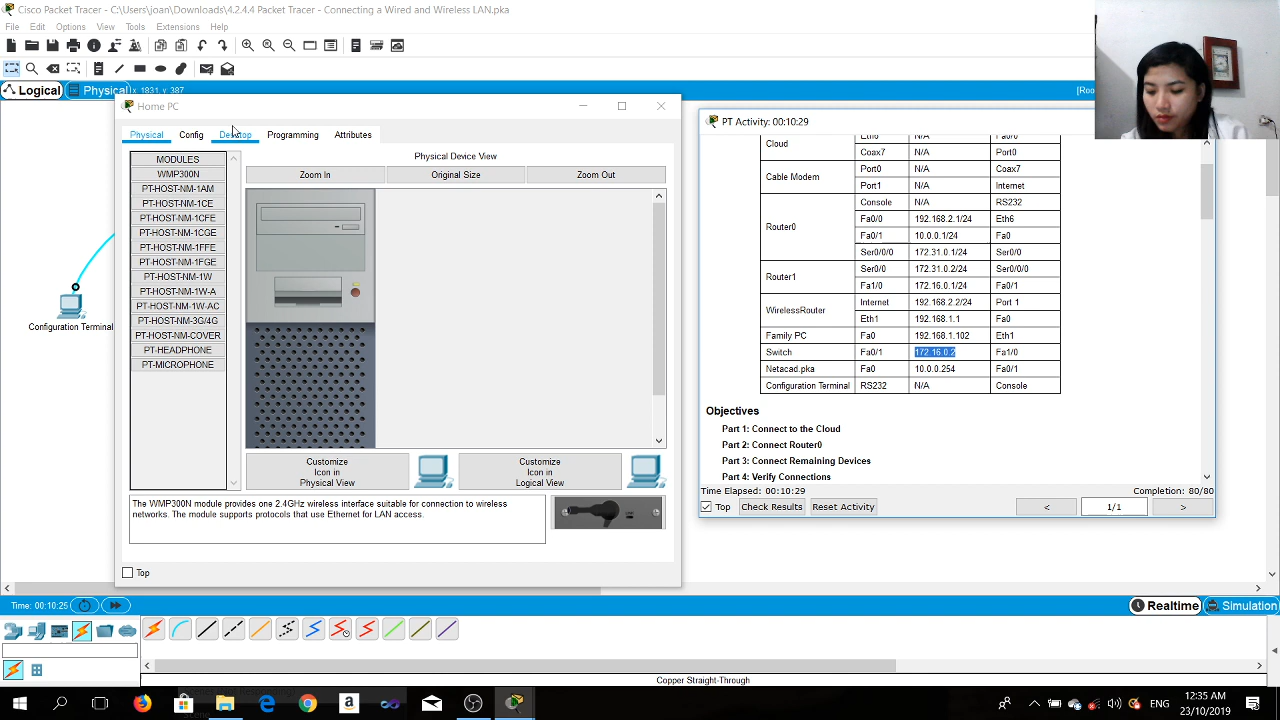 Cisco Packet Tracer - C:\Users\joan\Downloads\4.2.4.4 Packet Tracer - Connecting a Wired and Wireless LAN.pka
File Edit Options View Tools Extensions Help
Logical Physical x: 1831, y: 387 [Roo
Home PC
Physical Config Desktop Programming Attributes
MODULES
WMP300N
PT-HOST-NM-1AM
PT-HOST-NM-1CE
PT-HOST-NM-1CFE
PT-HOST-NM-1CGE
PT-HOST-NM-1FFE
PT-HOST-NM-1FGE
PT-HOST-NM-1W
PT-HOST-NM-1W-A
PT-HOST-NM-1W-AC
PT-HOST-NM-3G/4G
PT-HOST-NM-COVER
PT-HEADPHONE
PT-MICROPHONE
Physical Device View
Zoom In Original Size Zoom Out
Customize
Icon in
Physical View
Customize
Icon in
Logical View
The WMP300N module provides one 2.4GHz wireless interface suitable for connection to wireless
networks. The module supports protocols that use Ethernet for LAN access.
Top
Configuration Terminal
PT Activity: 00:10:29
Cloud Eth6 N/A Fa0/0
Coax7 N/A Port0
Cable Modem Port0 N/A Coax7
Port1 N/A Internet
Router0 Console N/A RS232
Fa0/0 192.168.2.1/24 Eth6
Fa0/1 10.0.0.1/24 Fa0
Ser0/0/0 172.31.0.1/24 Ser0/0
Router1 Ser0/0 172.31.0.2/24 Ser0/0/0
Fa1/0 172.16.0.1/24 Fa0/1
WirelessRouter Internet 192.168.2.2/24 Port 1
Eth1 192.168.1.1 Fa0
Family PC Fa0 192.168.1.102 Eth1
Switch Fa0/1 172.16.0.2 Fa1/0
Netacad.pka Fa0 10.0.0.254 Fa0/1
Configuration Terminal RS232 N/A Console
Objectives
Part 1: Connect to the Cloud
Part 2: Connect Router0
Part 3: Connect Remaining Devices
Part 4: Verify Connections
Time Elapsed: 00:10:29 Completion: 80/80
Top Check Results Reset Activity < 1/1 >
Time: 00:10:25 Realtime Simulation
Copper Straight-Through
ENG 12:35 AM
23/10/2019